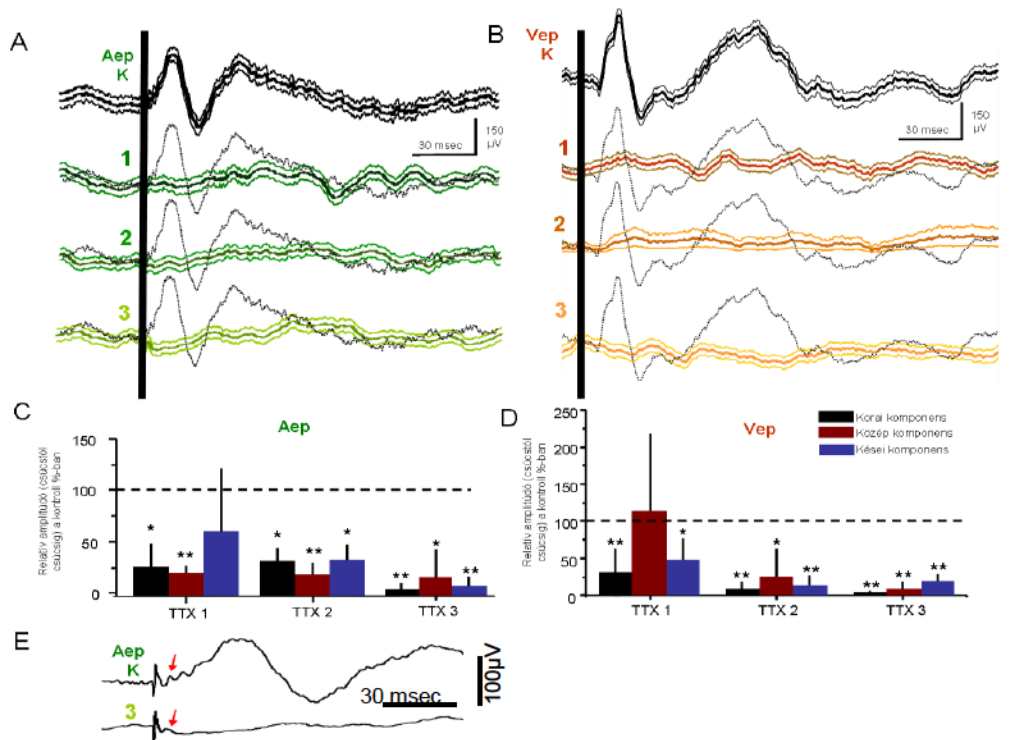 A
Aep
K
30 msec
150
µV
1
2
3
B
Vep
K
30 msec
150
µV
1
2
3
C
Aep
Relatív amplitúdó (csúcstól
csúcsig) a kontroll %-ban
150
100
50
0
*
**
*
**
*
**
*
**
TTX 1
TTX 2
TTX 3
D
Vep
Korai komponens
Közép komponens
Kései komponens
Relatív amplitúdó (csúcstól
csúcsig) a kontroll %-ban
250
200
150
100
50
0
**
*
**
*
**
**
**
**
TTX 1
TTX 2
TTX 3
E
Aep
K
30 msec
100µV
3